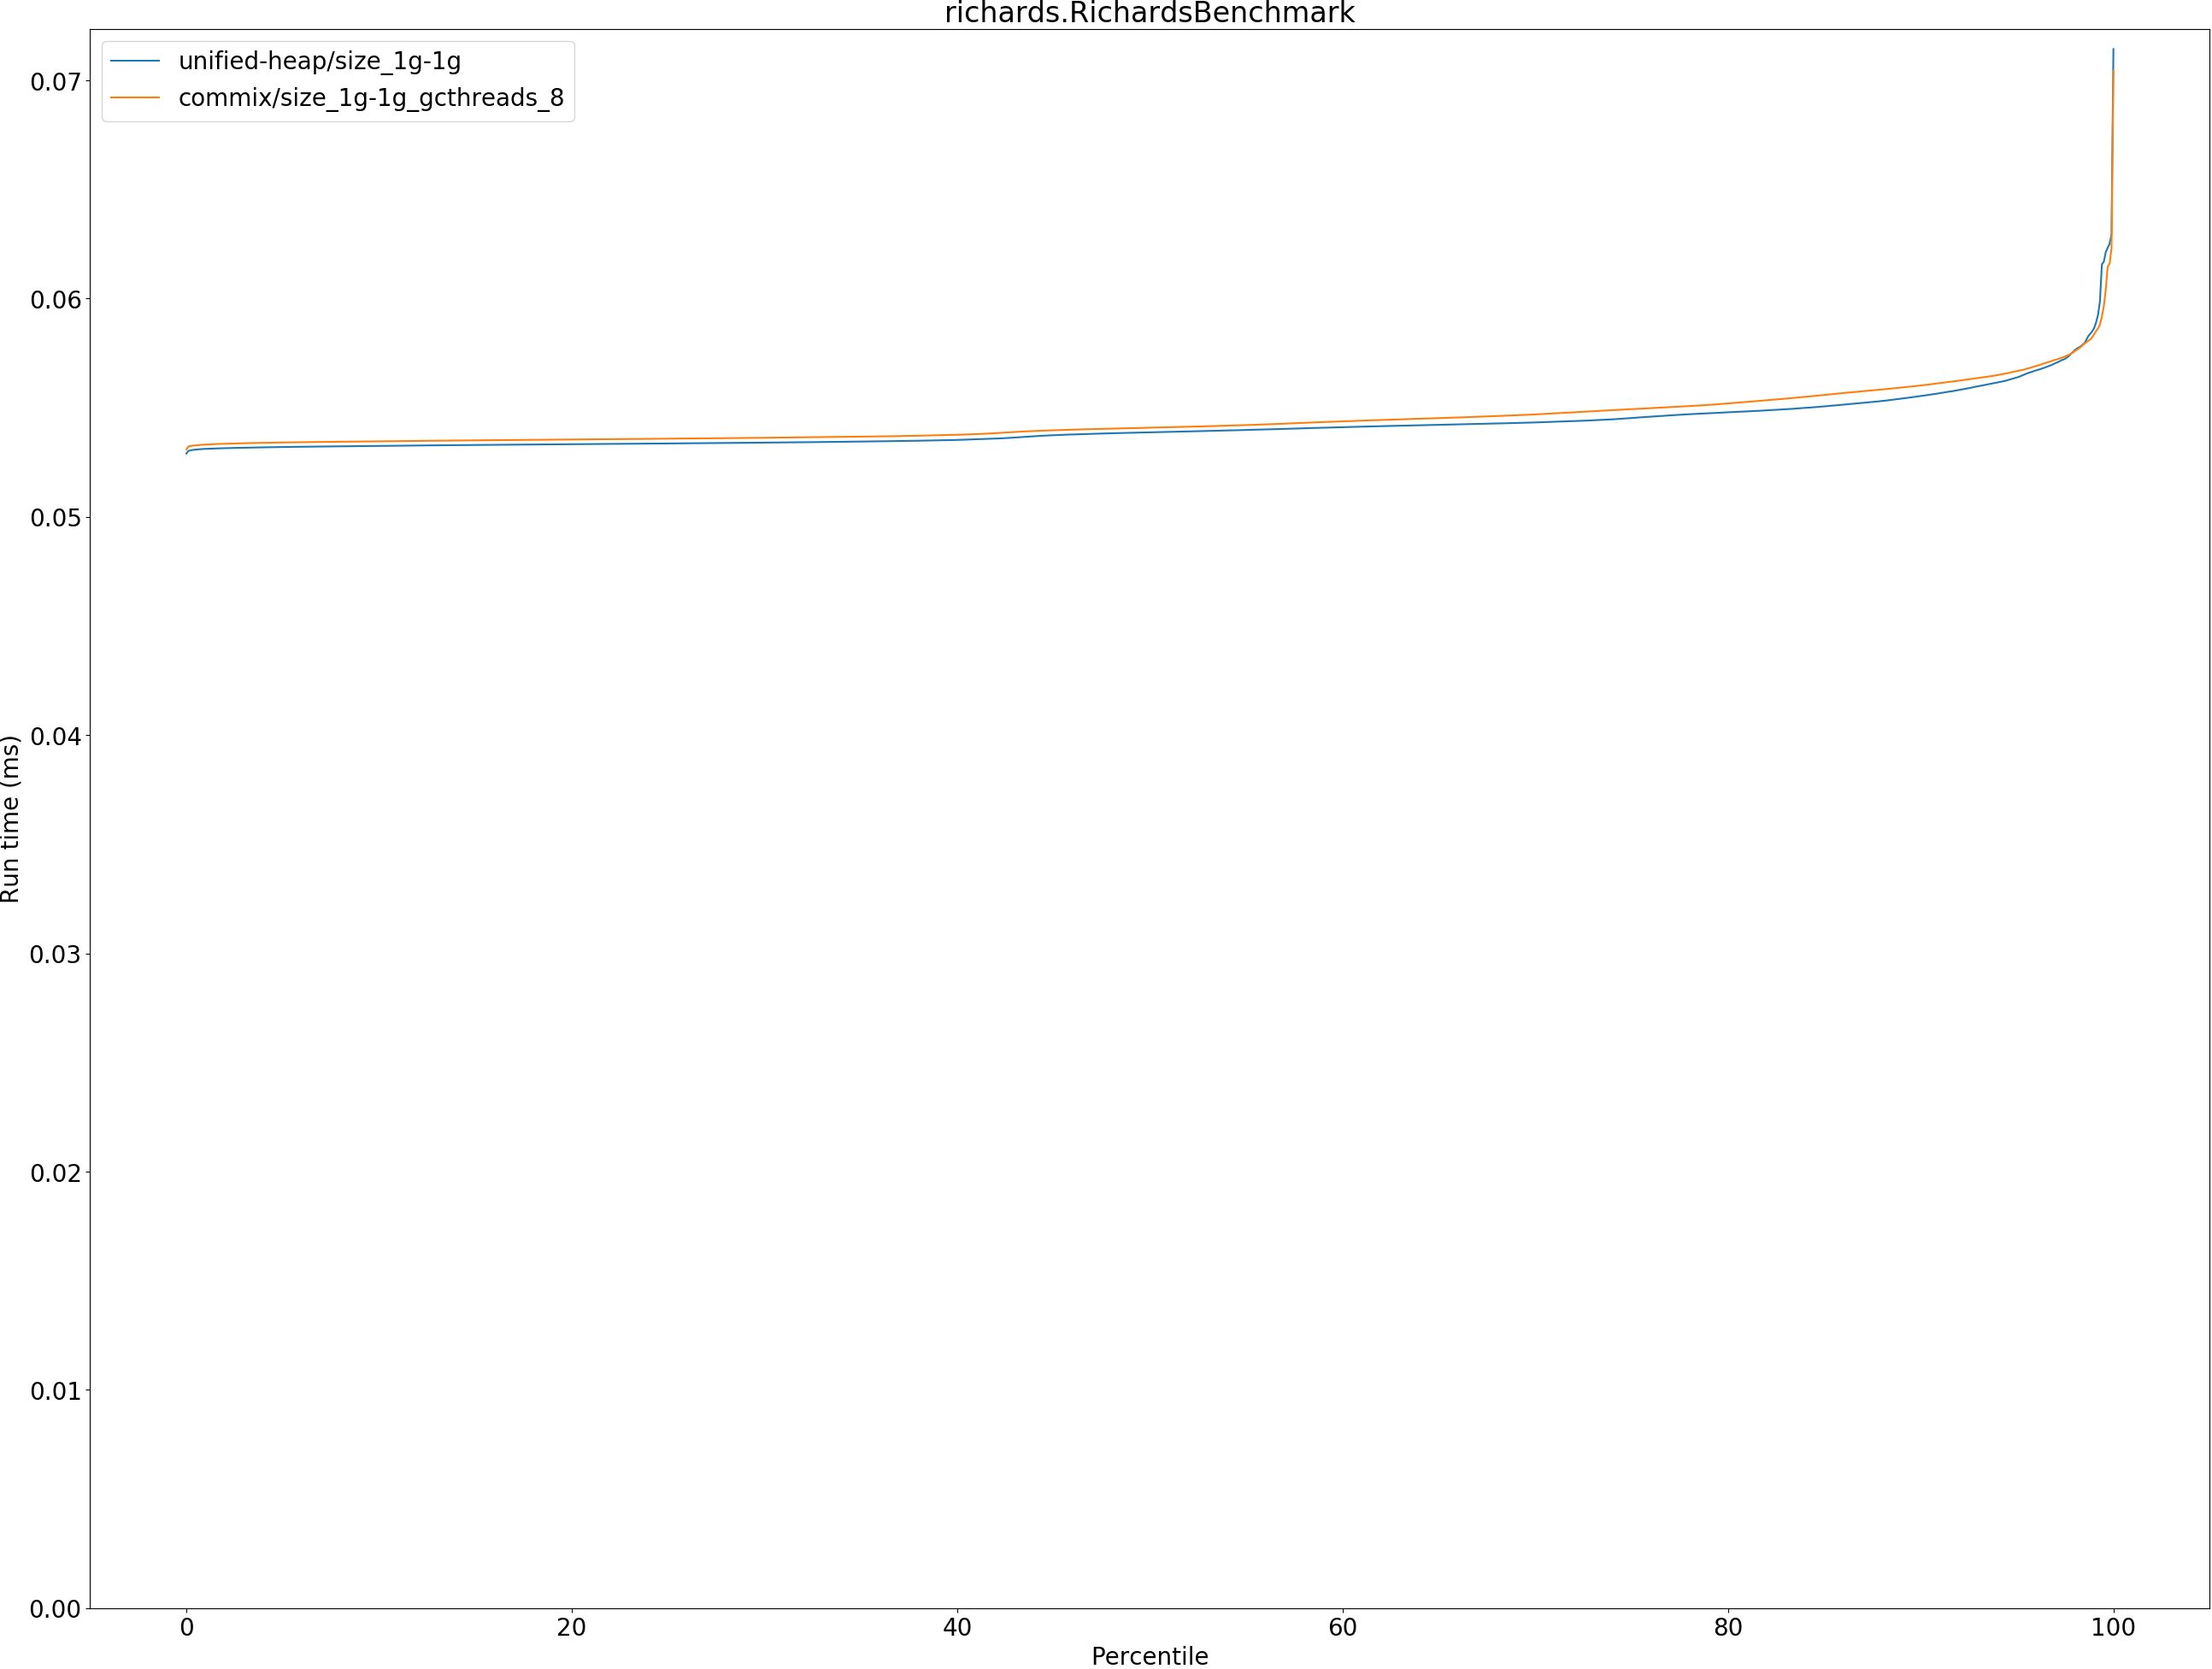 richards.RichardsBenchmark
unified-heap/size_1g-1g
commix/size_1g-1g_gcthreads_8
0.07
0.06
0.05
0.04
0.03
0.02
0.01
0.00
Run time (ms)
0 20 40 60 80 100
Percentile